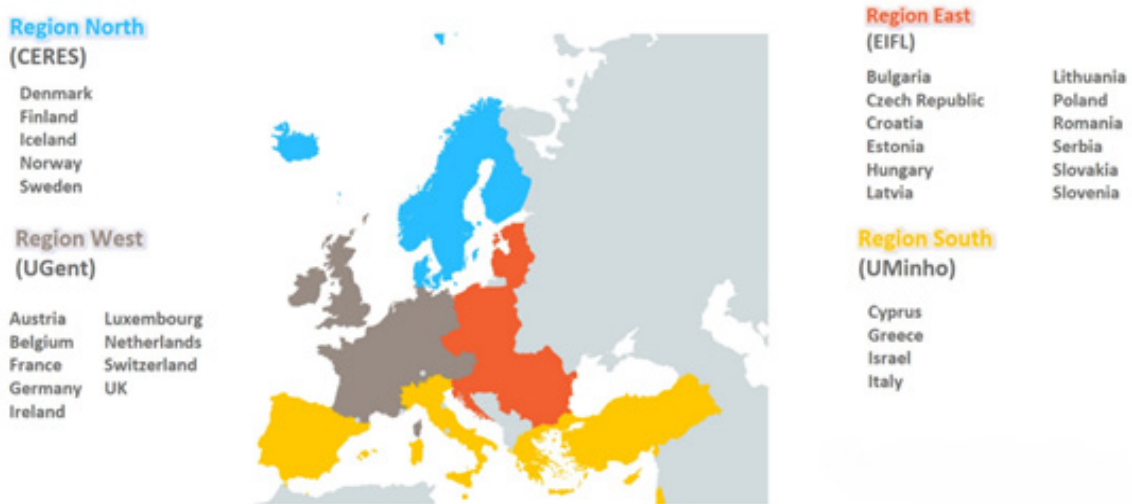 Region North
(CERES)
Denmark
Finland
Iceland
Norway
Sweden
Region West
(UGent)
Austria Luxembourg
Belgium Netherlands
France Switzerland
Germany UK
Ireland
Region East
(EIFL)
Bulgaria Lithuania
Czech Republic Poland
Croatia Romania
Estonia Serbia
Hungary Slovakia
Latvia Slovenia
Region South
(UMinho)
Cyprus
Greece
Israel
Italy